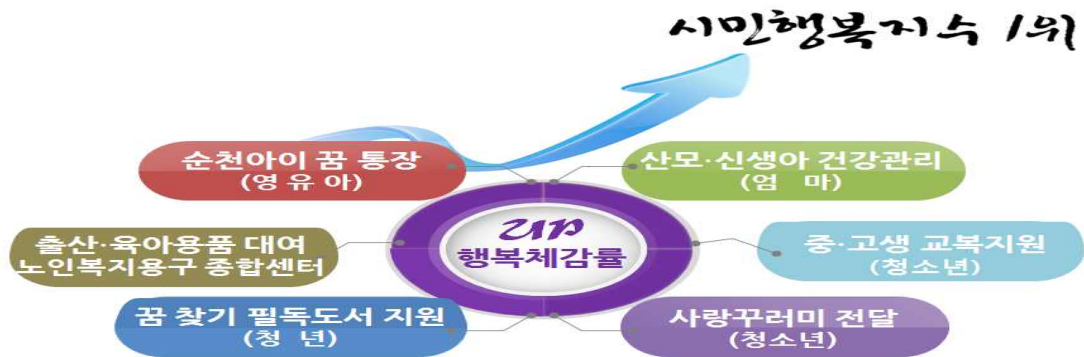 시민행복지수 1위
순천아이 꿈 통장
(영 유 아)
산모·신생아 건강관리
(엄 마)
출산·육아용품 대여
노인복지용구 종합센터
up
행복체감률
중·고생 교복지원
(청소년)
꿈 찾기 필독도서 지원
(청 년)
사랑꾸러미 전달
(청소년)